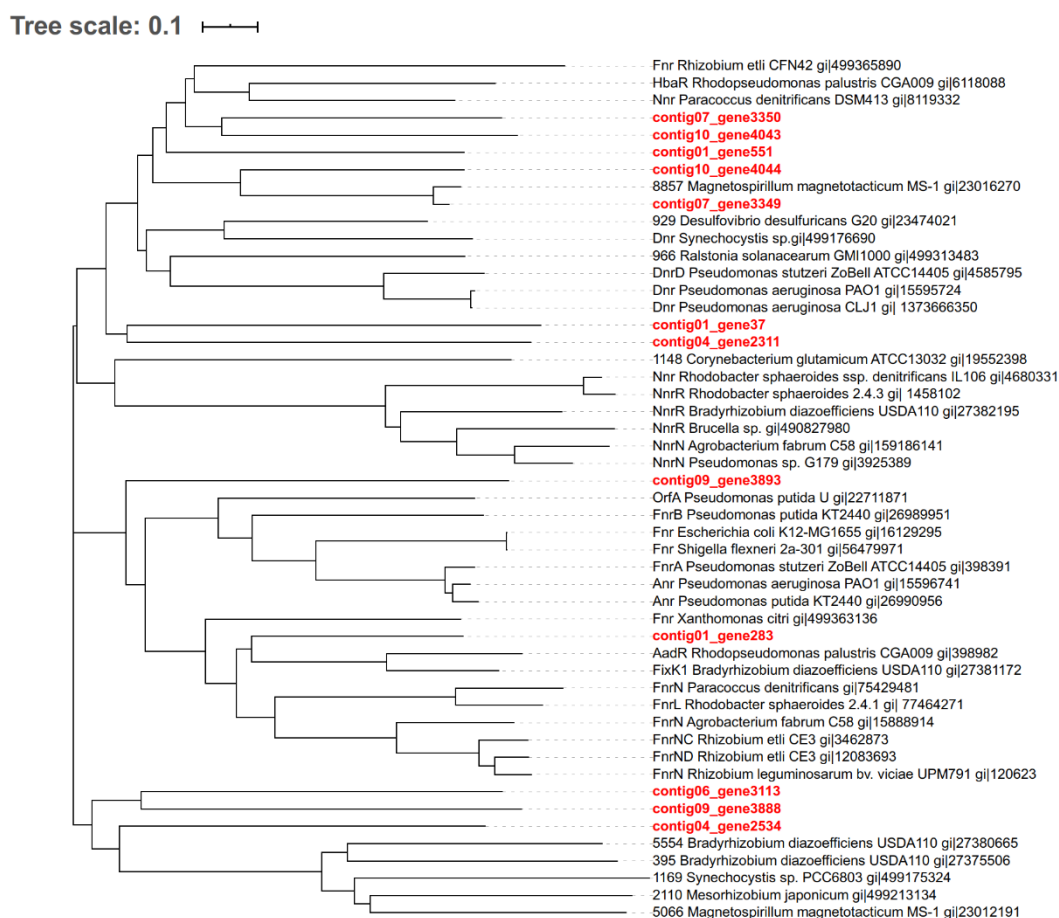 Tree scale: 0.1
Fnr Rhizobium etli CFN42 gi|499365890
HbaR Rhodopseudomonas palustris CGA009 gi|6118088
Nnr Paracoccus denitrificans DSM413 gi|8119332
contig07_gene3350
contig10_gene4043
contig01_gene551
contig10_gene4044
8857 Magnetospirillum magnetotacticum MS-1 gi|23016270
contig07_gene3349
929 Desulfovibrio desulfuricans G20 gi|23474021
Dnr Synechocystis sp.gi|499176690
966 Ralstonia solanacearum GMI1000 gi|499313483
DnrD Pseudomonas stutzeri ZoBell ATCC14405 gi|4585795
Dnr Pseudomonas aeruginosa PAO1 gi|15595724
Dnr Pseudomonas aeruginosa CLJ1 gi| 1373666350
contig01_gene37
contig04_gene2311
1148 Corynebacterium glutamicum ATCC13032 gi|19552398
Nnr Rhodobacter sphaeroides ssp. denitrificans IL106 gi|4680331
NnrR Rhodobacter sphaeroides 2.4.3 gi| 1458102
NnrR Bradyrhizobium diazoefficiens USDA110 gi|27382195
NnrR Brucella sp. gi|490827980
NnrN Agrobacterium fabrum C58 gi|159186141
NnrN Pseudomonas sp. G179 gi|3925389
contig09_gene3893
OrfA Pseudomonas putida U gi|22711871
FnrB Pseudomonas putida KT2440 gi|26989951
Fnr Escherichia coli K12-MG1655 gi|16129295
Fnr Shigella flexneri 2a-301 gi|56479971
FnrA Pseudomonas stutzeri ZoBell ATCC14405 gi|398391
Anr Pseudomonas aeruginosa PAO1 gi|15596741
Anr Pseudomonas putida KT2440 gi|26990956
Fnr Xanthomonas citri gi|499363136
contig01_gene283
AadR Rhodopseudomonas palustris CGA009 gi|398982
FixK1 Bradyrhizobium diazoefficiens USDA110 gi|27381172
FnrN Paracoccus denitrificans gi|75429481
FnrL Rhodobacter sphaeroides 2.4.1 gi| 77464271
FnrN Agrobacterium fabrum C58 gi|15888914
FnrNC Rhizobium etli CE3 gi|3462873
FnrND Rhizobium etli CE3 gi|12083693
FnrN Rhizobium leguminosarum bv. viciae UPM791 gi|120623
contig06_gene3113
contig09_gene3888
contig04_gene2534
5554 Bradyrhizobium diazoefficiens USDA110 gi|27380665
395 Bradyrhizobium diazoefficiens USDA110 gi|27375506
1169 Synechocystis sp. PCC6803 gi|499175324
2110 Mesorhizobium japonicum gi|499213134
5066 Magnetospirillum magnetotacticum MS-1 gi|23012191